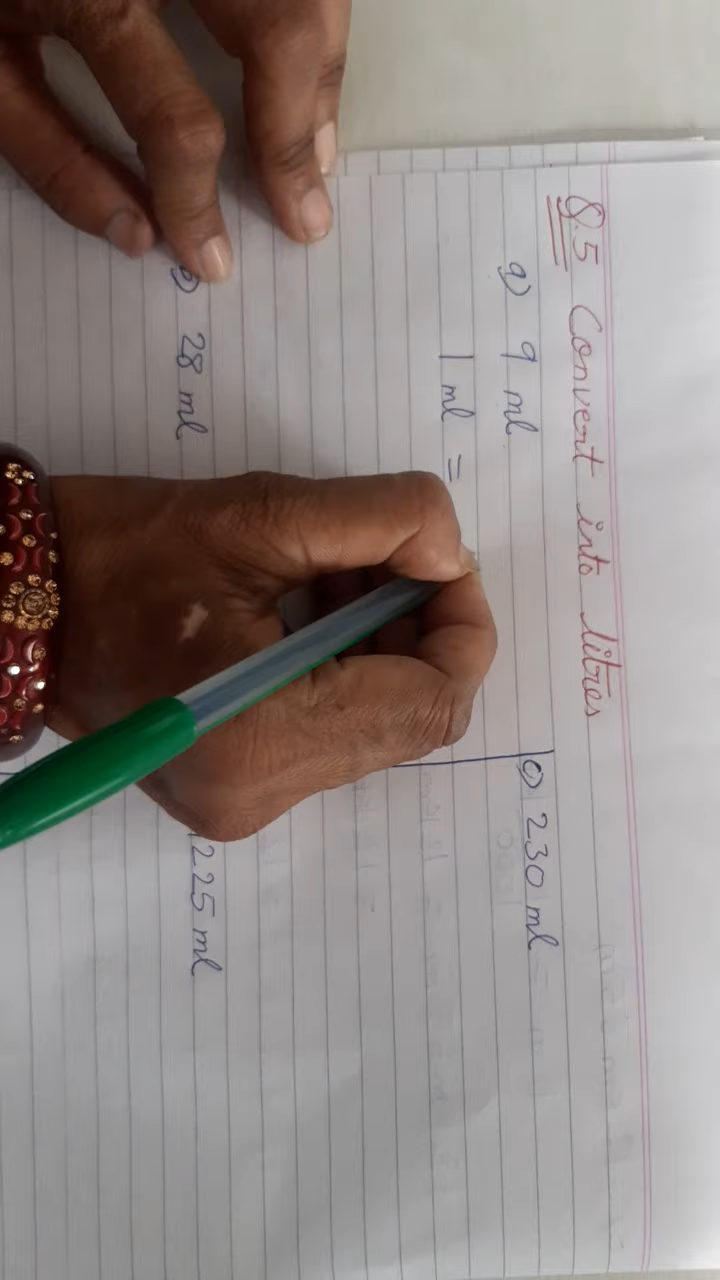 Q.5 Convert into litres
a) 9 ml
1 ml =
b) 28 ml
c) 230 ml
225 ml